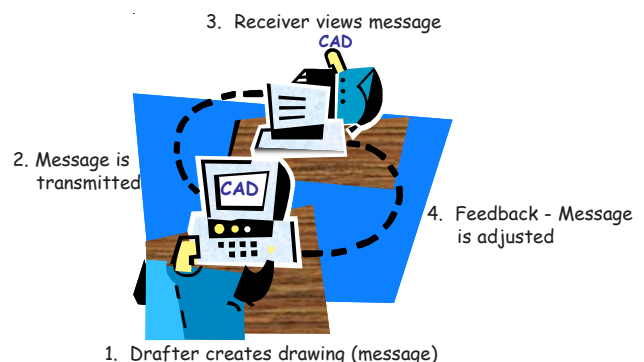 3. Receiver views message
CAD
2. Message is
transmitted
CAD
4. Feedback - Message
is adjusted
1. Drafter creates drawing (message)